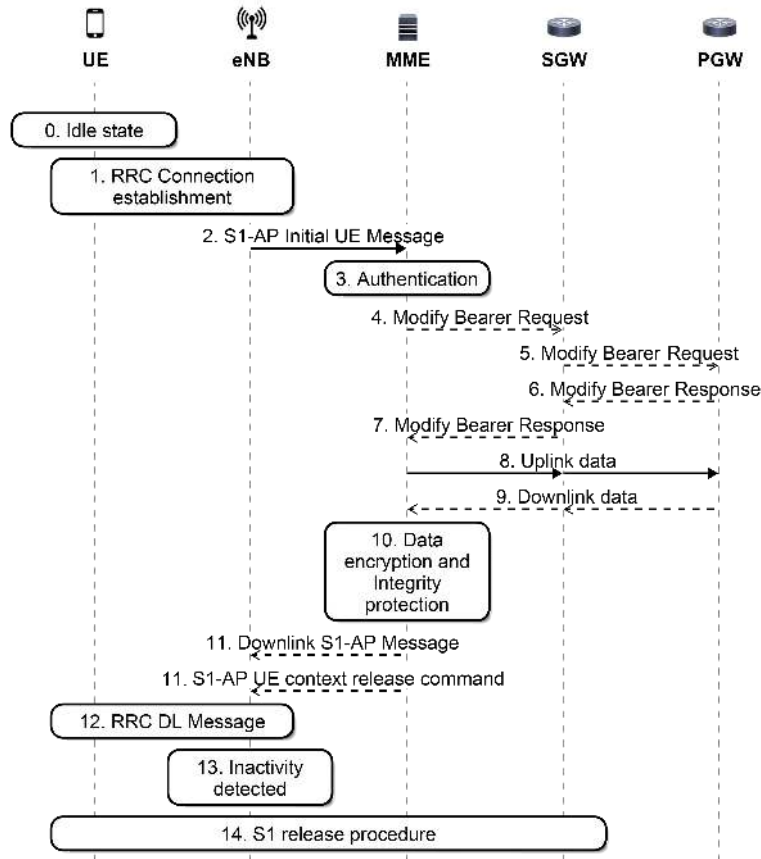 UE eNB MME SGW PGW
0. Idle state
1. RRC Connection
establishment
2. S1-AP Initial UE Message
3. Authentication
4. Modify Bearer Request
5. Modify Bearer Request
6. Modify Bearer Response
7. Modify Bearer Response
8. Uplink data
9. Downlink data
10. Data
encryption and
Integrity
protection
11. Downlink S1-AP Message
11. S1-AP UE context release command
12. RRC DL Message
13. Inactivity
detected
14. S1 release procedure